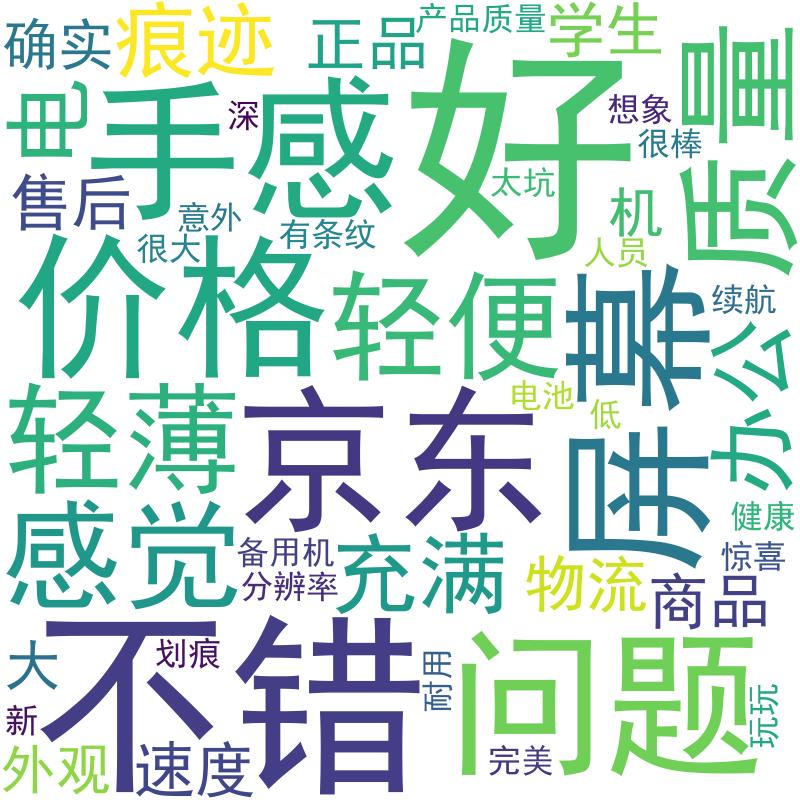 确实
痕迹
正品
产品质量
学生
质量
电
手感
深
好
想象
很棒
售后
意外
很大
有条纹
太坑
机
人员
价格
轻便
屏幕
续航
办公
轻薄
京东
电池
低
感觉
备用机
分辨率
充满
物流
商品
健康
惊喜
大
划痕
不错
耐用
问题
玩玩
新
外观
速度
完美